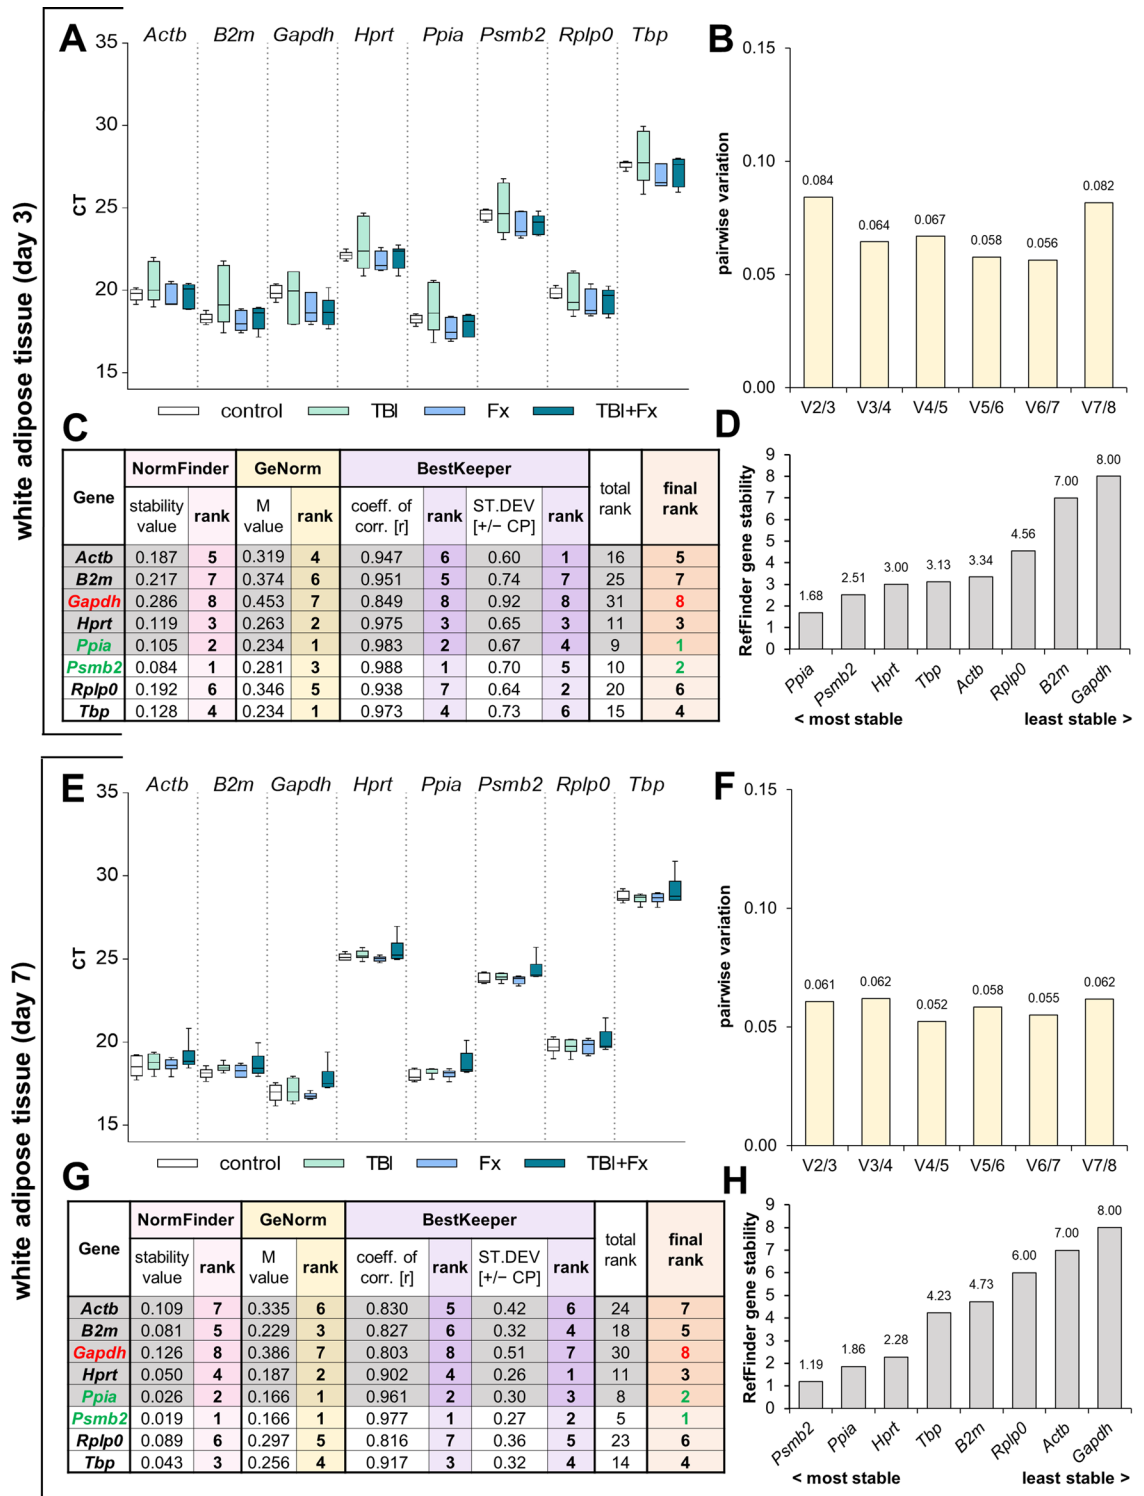 white adipose tissue (day 3)
A
Actb B2m Gapdh Hprt Ppia Psmb2 Rplp0 Tbp
35
30
25
20
15
CT
control TBI Fx TBI+Fx
B
pairwise variation
0.15
0.10
0.05
0.00
0.084 0.064 0.067 0.058 0.056 0.082
V2/3 V3/4 V4/5 V5/6 V6/7 V7/8
C
Gene NormFinder GeNorm BestKeeper total rank final rank
stability value rank M value rank coeff. of corr. [r] rank ST.DEV [+/− CP] rank
Actb 0.187 5 0.319 4 0.947 6 0.60 1 16 5
B2m 0.217 7 0.374 6 0.951 5 0.74 7 25 7
Gapdh 0.286 8 0.453 7 0.849 8 0.92 8 31 8
Hprt 0.119 3 0.263 2 0.975 3 0.65 3 11 3
Ppia 0.105 2 0.234 1 0.983 2 0.67 4 9 1
Psmb2 0.084 1 0.281 3 0.988 1 0.70 5 10 2
Rplp0 0.192 6 0.346 5 0.938 7 0.64 2 20 6
Tbp 0.128 4 0.234 1 0.973 4 0.73 6 15 4
D
RefFinder gene stability
9
8
7
6
5
4
3
2
1
0
1.68 2.51 3.00 3.13 3.34 4.56 7.00 8.00
Ppia Psmb2 Hprt Tbp Actb Rplp0 B2m Gapdh
< most stable least stable >
white adipose tissue (day 7)
E
Actb B2m Gapdh Hprt Ppia Psmb2 Rplp0 Tbp
35
30
25
20
15
CT
control TBI Fx TBI+Fx
F
pairwise variation
0.15
0.10
0.05
0.00
0.061 0.062 0.052 0.058 0.055 0.062
V2/3 V3/4 V4/5 V5/6 V6/7 V7/8
G
Gene NormFinder GeNorm BestKeeper total rank final rank
stability value rank M value rank coeff. of corr. [r] rank ST.DEV [+/− CP] rank
Actb 0.109 7 0.335 6 0.830 5 0.42 6 24 7
B2m 0.081 5 0.229 3 0.827 6 0.32 4 18 5
Gapdh 0.126 8 0.386 7 0.803 8 0.51 7 30 8
Hprt 0.050 4 0.187 2 0.902 4 0.26 1 11 3
Ppia 0.026 2 0.166 1 0.961 2 0.30 3 8 2
Psmb2 0.019 1 0.166 1 0.977 1 0.27 2 5 1
Rplp0 0.089 6 0.297 5 0.816 7 0.36 5 23 6
Tbp 0.043 3 0.256 4 0.917 3 0.32 4 14 4
H
RefFinder gene stability
9
8
7
6
5
4
3
2
1
0
1.19 1.86 2.28 4.23 4.73 6.00 7.00 8.00
Psmb2 Ppia Hprt Tbp B2m Rplp0 Actb Gapdh
< most stable least stable >